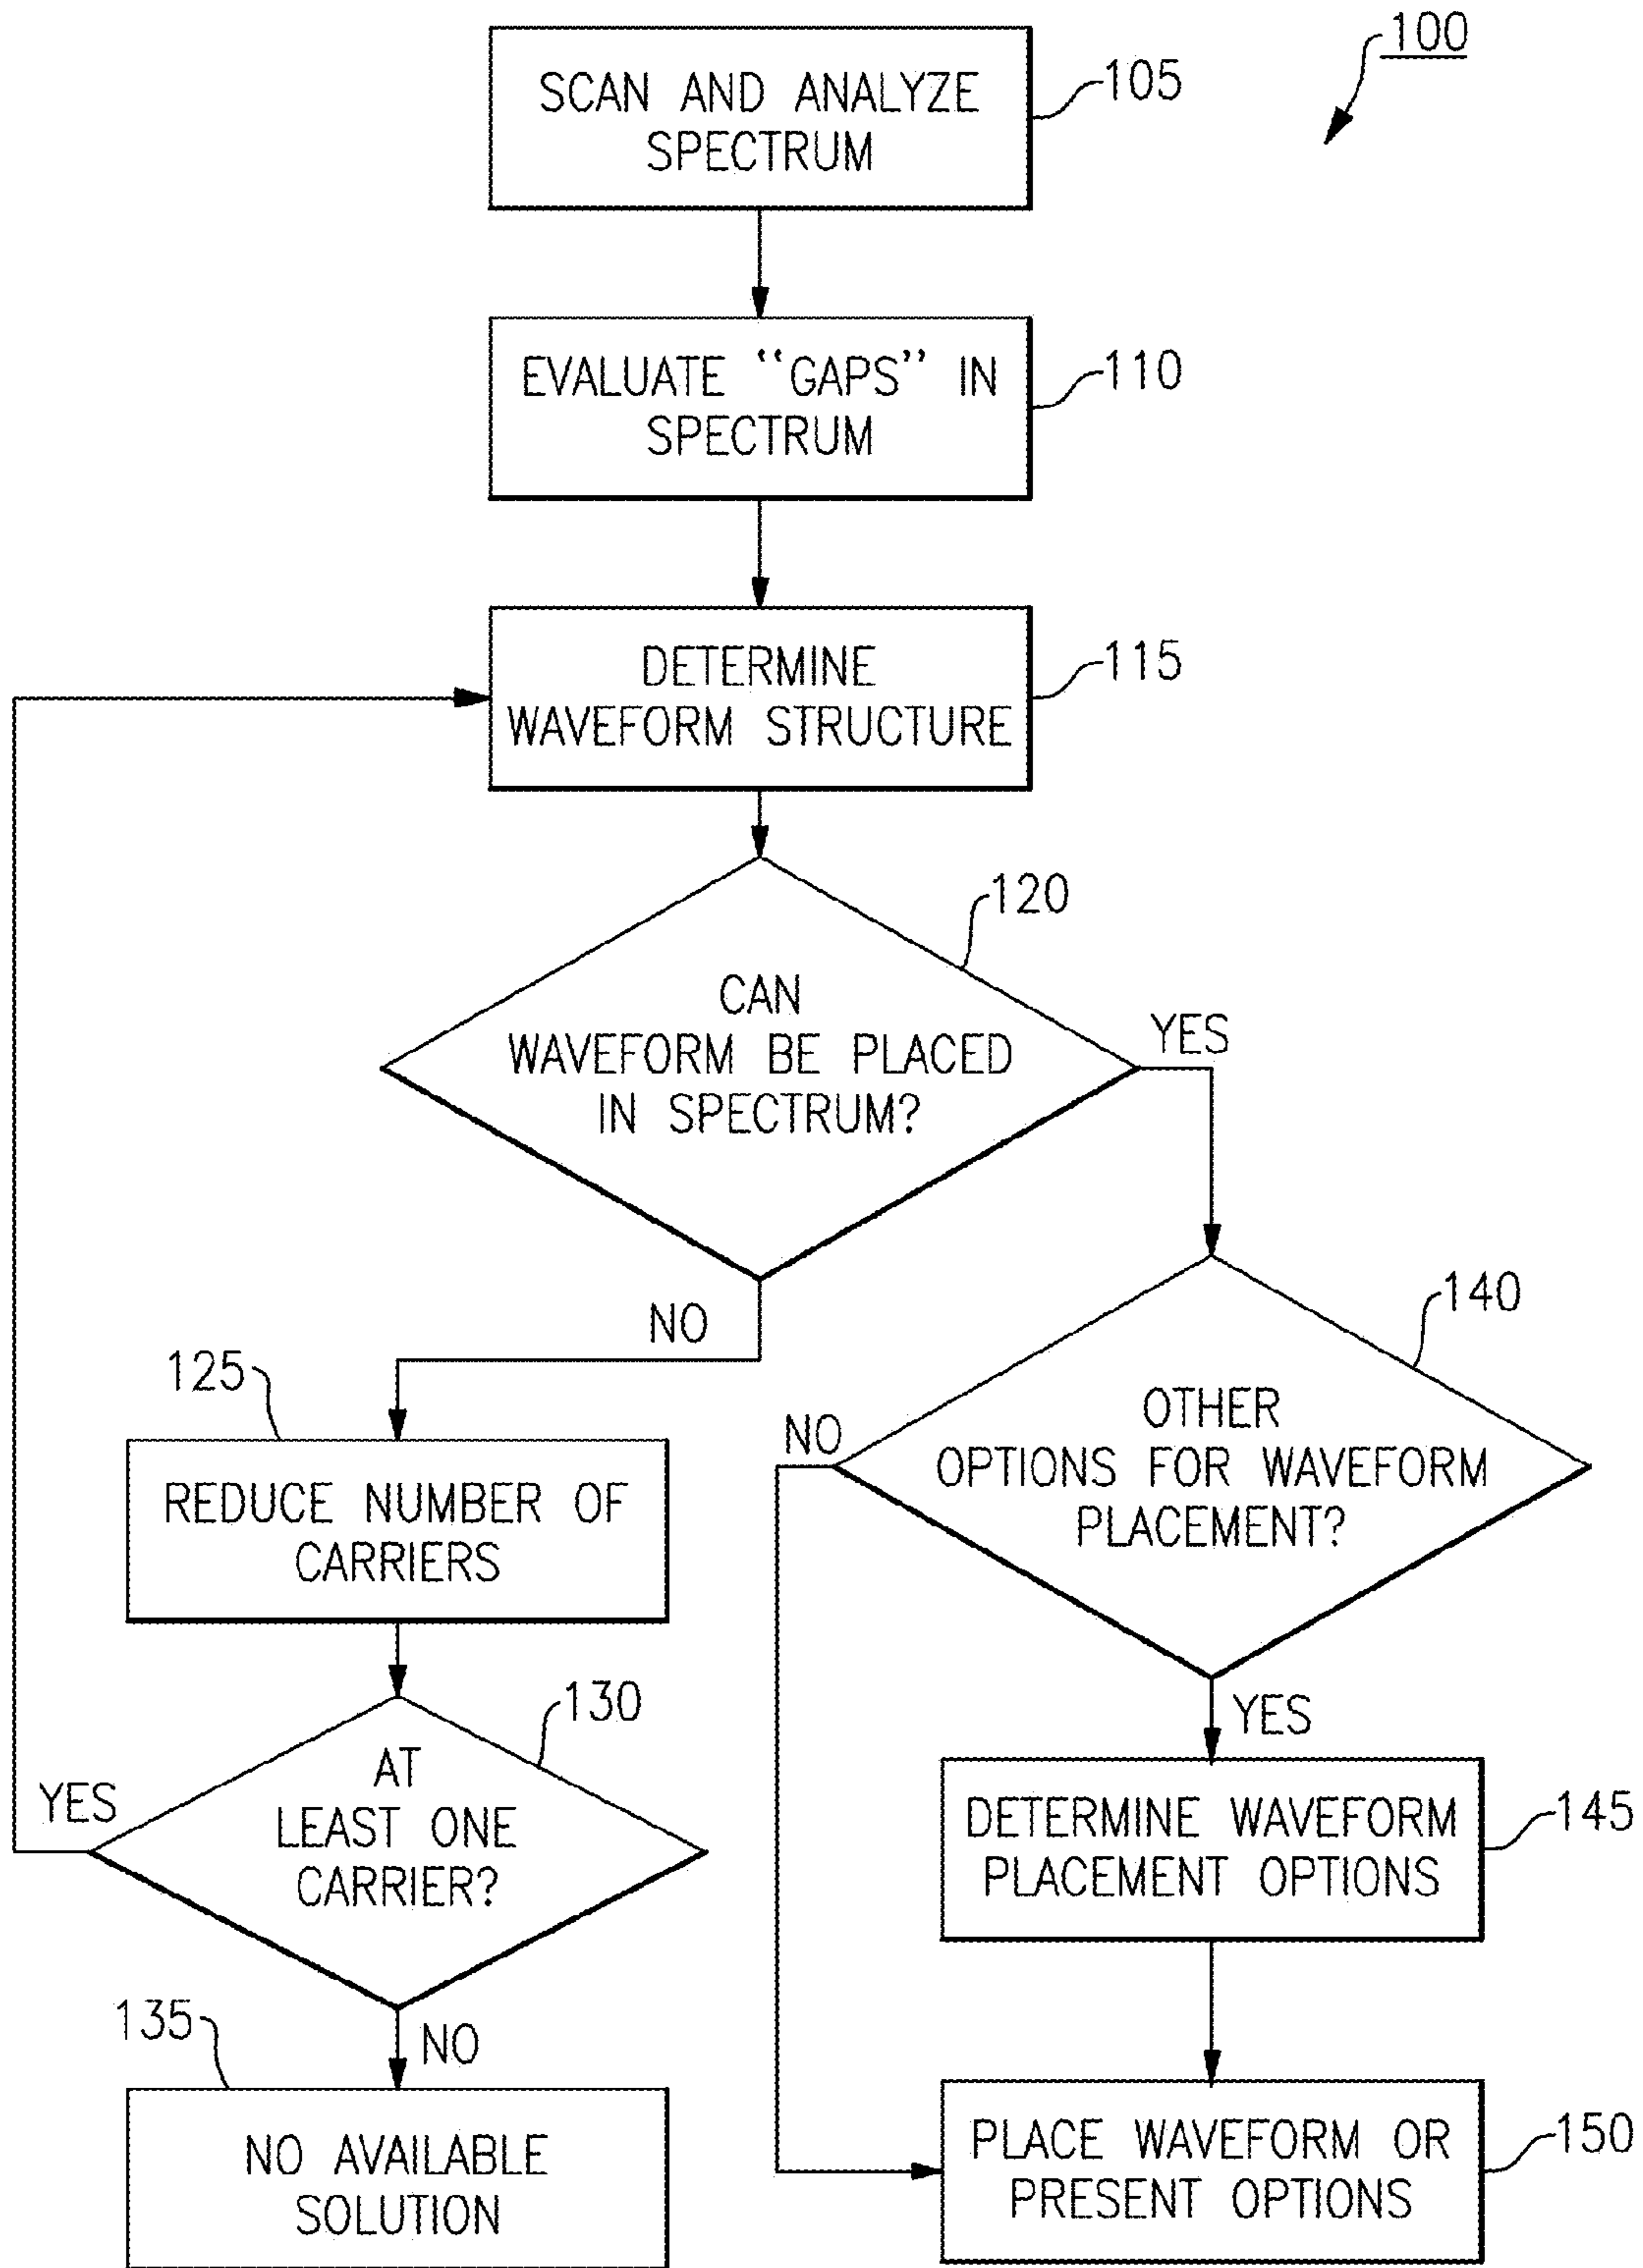 100
SCAN AND ANALYZE
SPECTRUM
105
EVALUATE “GAPS” IN
SPECTRUM
110
DETERMINE
WAVEFORM STRUCTURE
115
120
CAN
WAVEFORM BE PLACED
IN SPECTRUM?
YES
NO
125
REDUCE NUMBER OF
CARRIERS
130
AT
LEAST ONE
CARRIER?
YES
NO
135
NO AVAILABLE
SOLUTION
140
OTHER
OPTIONS FOR WAVEFORM
PLACEMENT?
NO
YES
DETERMINE WAVEFORM
PLACEMENT OPTIONS
145
PLACE WAVEFORM OR
PRESENT OPTIONS
150